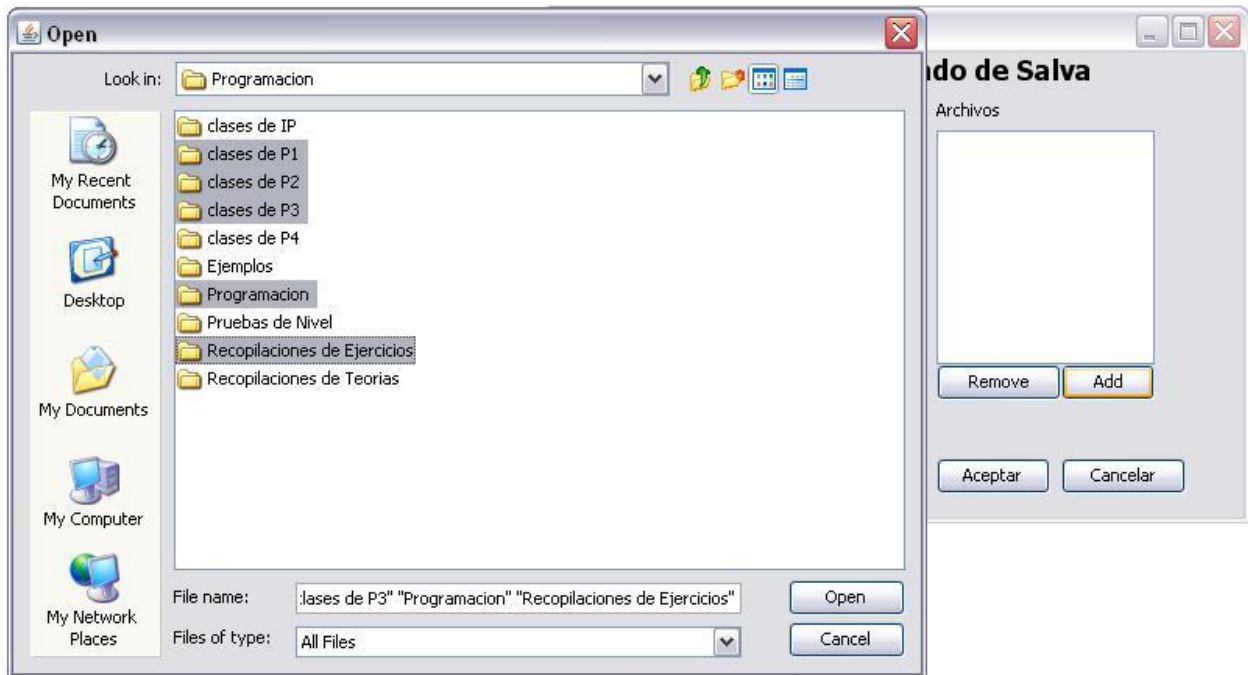 Open
Look in:
Programacion
My Recent
Documents
Desktop
My Documents
My Computer
My Network
Places
clases de IP
clases de P1
clases de P2
clases de P3
clases de P4
Ejemplos
Programacion
Pruebas de Nivel
Recopilaciones de Ejercicios
Recopilaciones de Teorias
File name:
lases de P3" "Programacion" "Recopilaciones de Ejercicios"
Open
Files of type:
All Files
Cancel
do de Salva
Archivos
Remove
Add
Aceptar
Cancelar